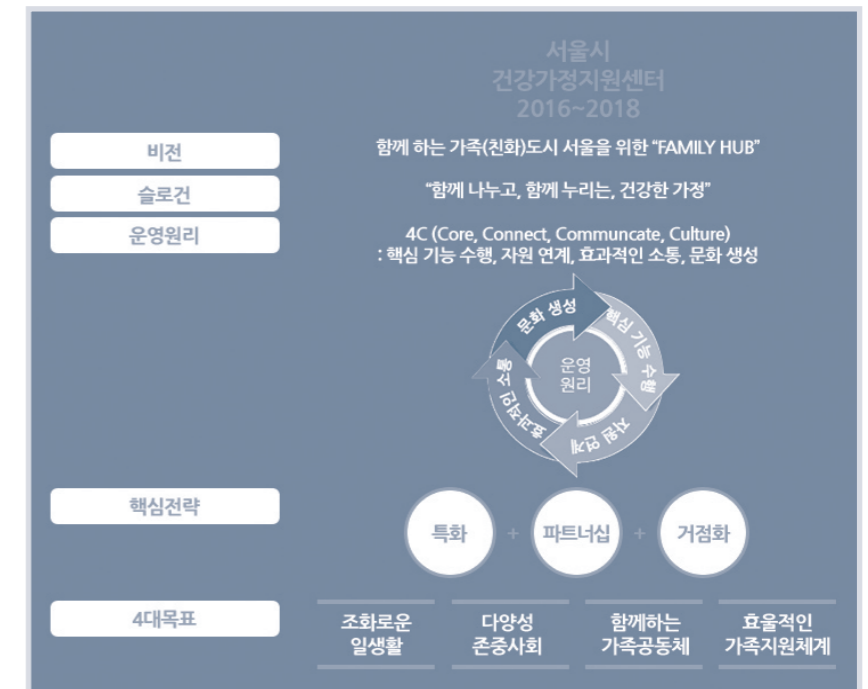 서울시
건강가정지원센터
2016~2018
비전
함께 하는 가족(친화)도시 서울을 위한 “FAMILY HUB”
슬로건
“함께 나누고, 함께 누리는, 건강한 가정”
운영원리
4C (Core, Connect, Communcate, Culture)
: 핵심 기능 수행, 자원 연계, 효과적인 소통, 문화 생성
문화 생성
핵심 기능 수행
자원 연계
효과적인 소통
운영
원리
핵심전략
특화 + 파트너십 + 거점화
4대목표
조화로운
일생활
다양성
존중사회
함께하는
가족공동체
효율적인
가족지원체계